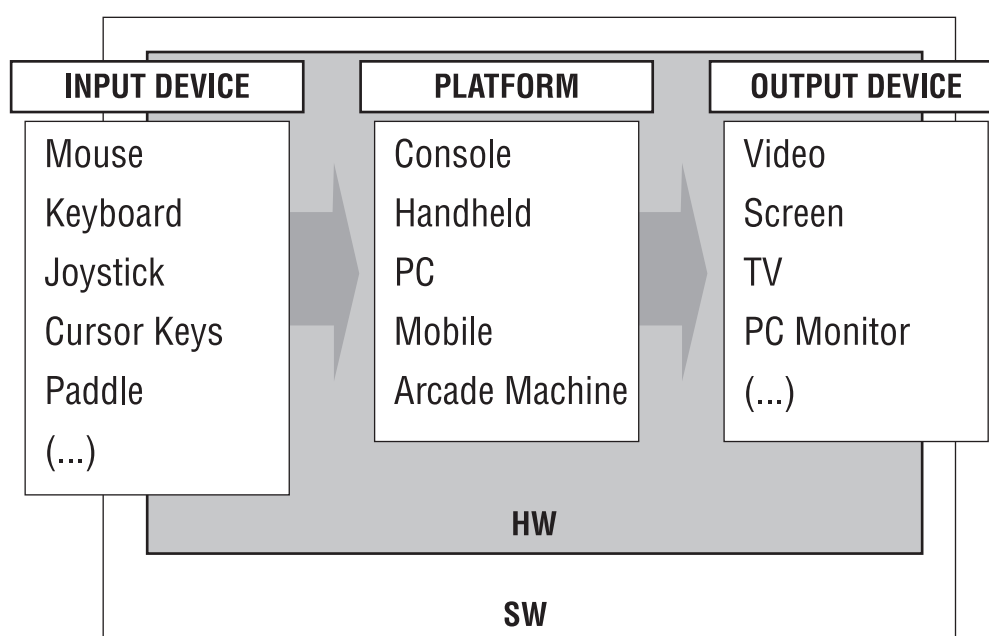 INPUT DEVICE
Mouse
Keyboard
Joystick
Cursor Keys
Paddle
(...)
PLATFORM
Console
Handheld
PC
Mobile
Arcade Machine
OUTPUT DEVICE
Video
Screen
TV
PC Monitor
(...)
HW
SW